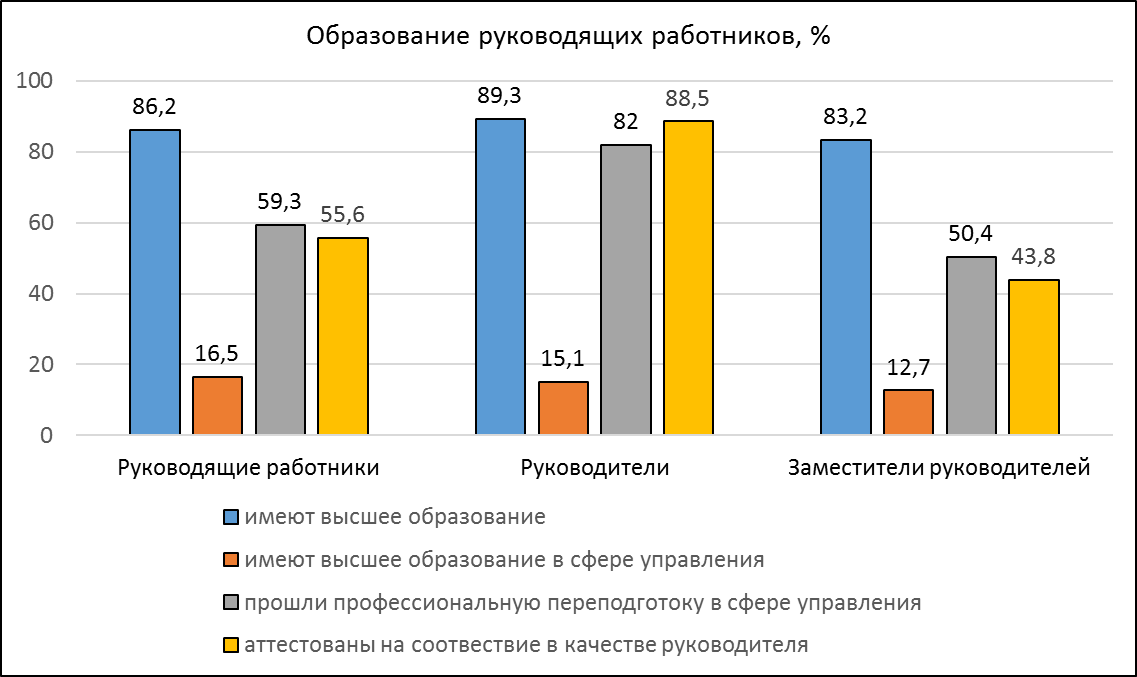 Образование руководящих работников, %
100
80
60
40
20
0
86,2
16,5
59,3
55,6
89,3
15,1
82
88,5
83,2
12,7
50,4
43,8
Руководящие работники
Руководители
Заместители руководителей
имеют высшее образование
имеют высшее образование в сфере управления
прошли профессиональную переподготоку в сфере управления
аттестованы на соотвествие в качестве руководителя